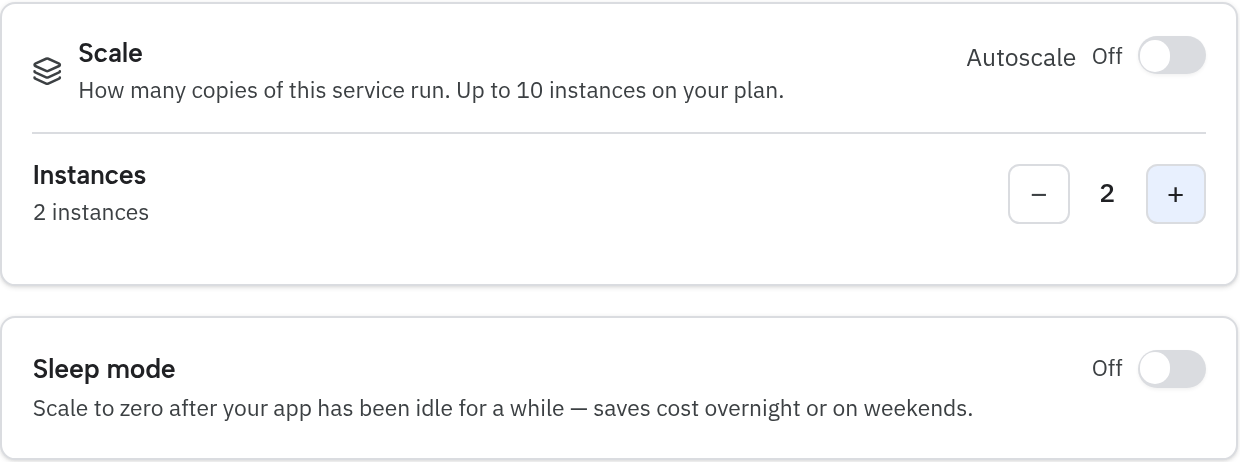 Scale
Autoscale Off
How many copies of this service run. Up to 10 instances on your plan.
Instances
2 instances
− 2 +
Sleep mode
Off
Scale to zero after your app has been idle for a while — saves cost overnight or on weekends.